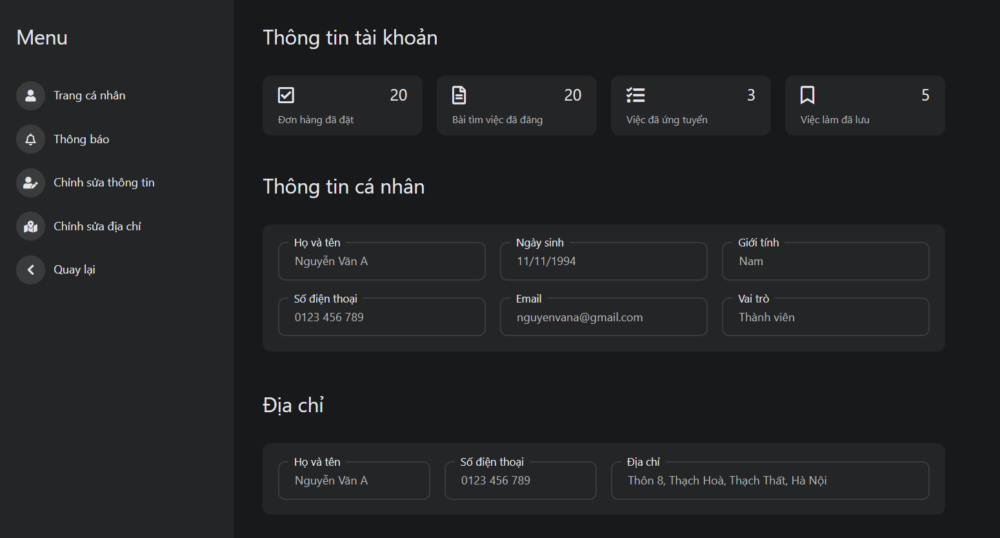 Menu
Trang cá nhân
Thông báo
Chỉnh sửa thông tin
Chỉnh sửa địa chỉ
Quay lại
Thông tin tài khoản
20
Đơn hàng đã đặt
20
Bài tìm việc đã đăng
3
Việc đã ứng tuyển
5
Việc làm đã lưu
Thông tin cá nhân
Họ và tên
Nguyễn Văn A
Ngày sinh
11/11/1994
Giới tính
Nam
Số điện thoại
0123 456 789
Email
nguyenvana@gmail.com
Vai trò
Thành viên
Địa chỉ
Họ và tên
Nguyễn Văn A
Số điện thoại
0123 456 789
Địa chỉ
Thôn 8, Thạch Hoà, Thạch Thất, Hà Nội